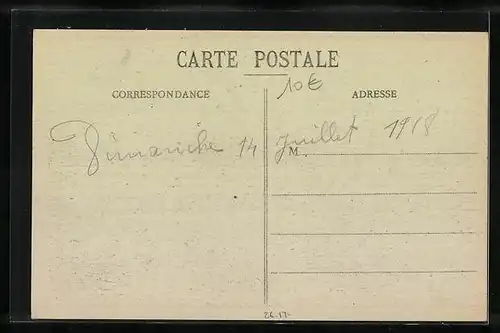 CARTE POSTALE
10€
CORRESPONDANCE
ADRESSE
Dimanche 14 Juillet 1918
M.
26.17-